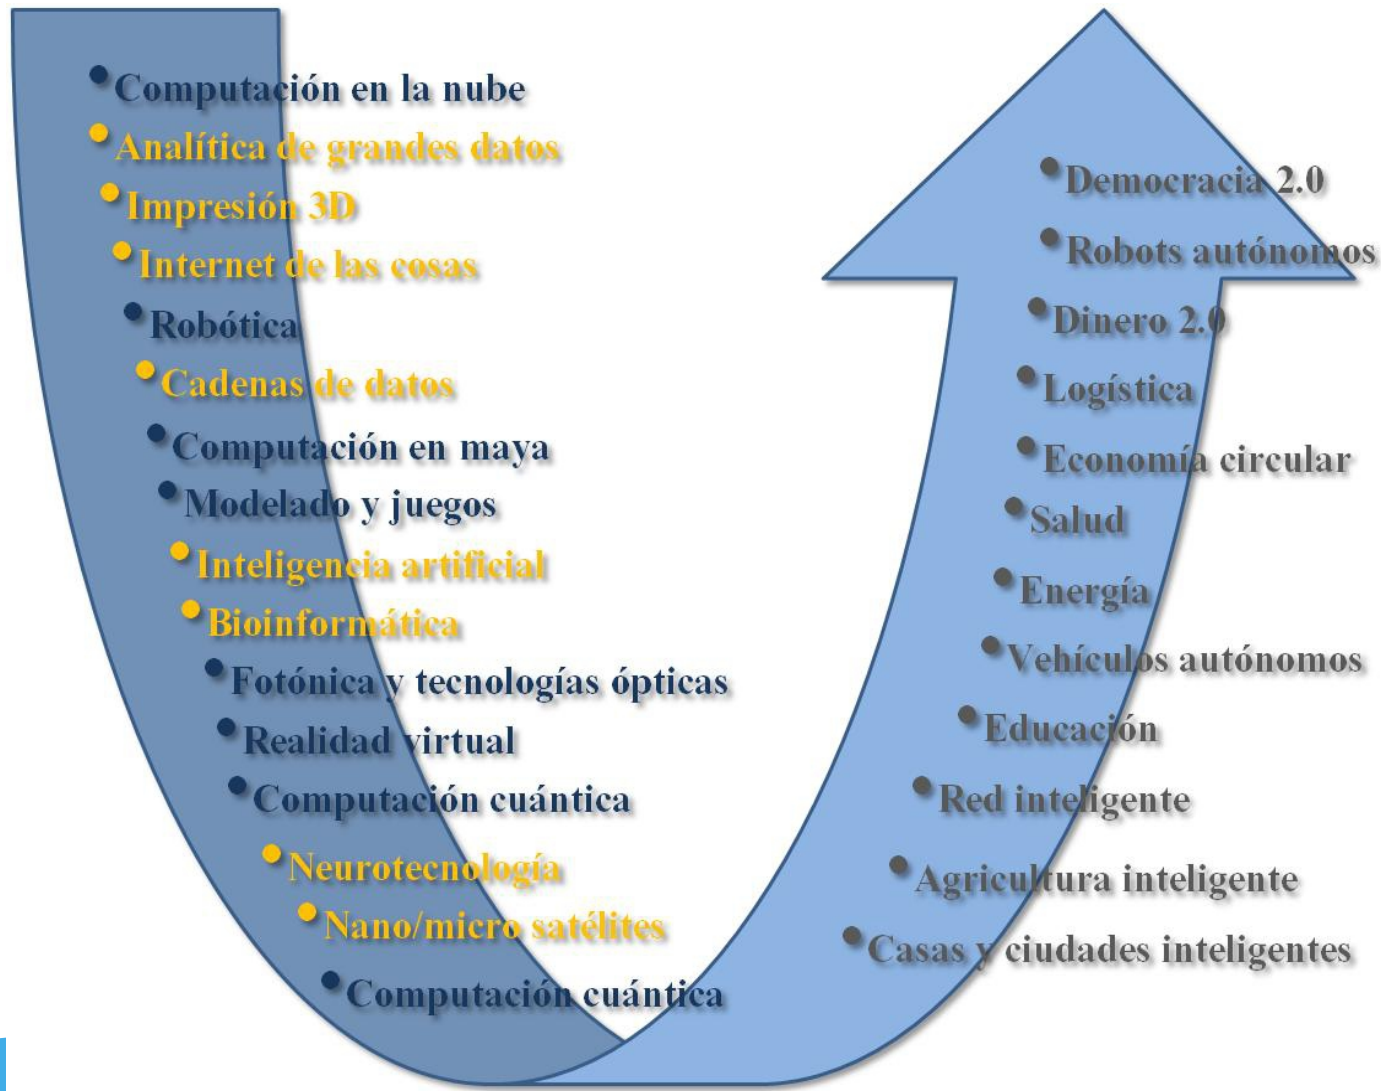 Computación en la nube
Analítica de grandes datos
Impresión 3D
Internet de las cosas
Robótica
Cadenas de datos
Computación en maya
Modelado y juegos
Inteligencia artificial
Bioinformática
Fotónica y tecnologías ópticas
Realidad virtual
Computación cuántica
Neurotecnología
Nano/micro satélites
Computación cuántica
Democracia 2.0
Robots autónomos
Dinero 2.0
Logística
Economía circular
Salud
Energía
Vehículos autónomos
Educación
Red inteligente
Agricultura inteligente
Casas y ciudades inteligentes